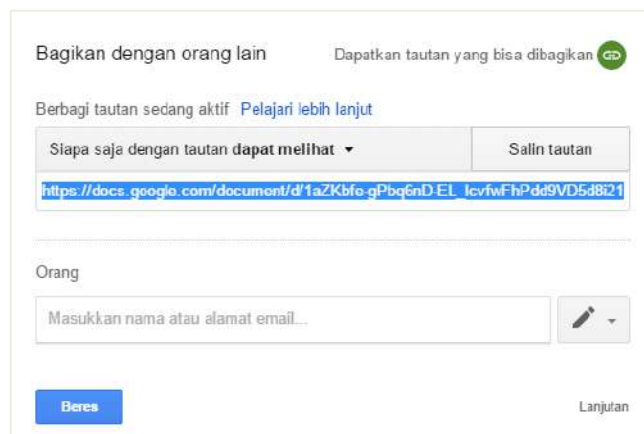 Bagikan dengan orang lain
Dapatkan tautan yang bisa dibagikan
Berbagi tautan sedang aktif Pelajari lebih lanjut
Siapa saja dengan tautan dapat melihat
Salin tautan
https://docs.google.com/document/d/1aZKbfo-gPbq6nD-EL_IcvfwFhPdd9VD5d8i21
Orang
Masukkan nama atau alamat email...
Beres
Lanjutan